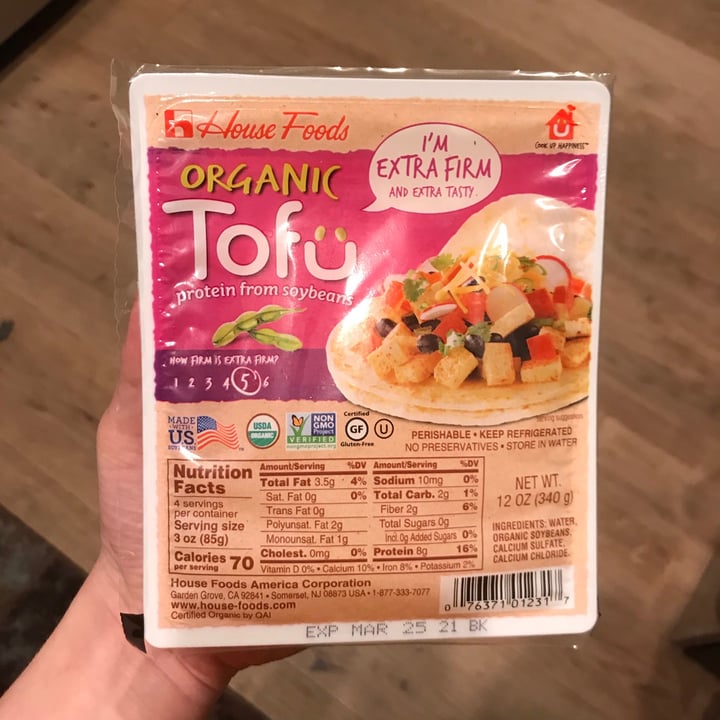 House Foods
COOK UP HAPPINESS™
I'M
EXTRA FIRM
AND EXTRA TASTY.
ORGANIC
Tofu
protein from soybeans
HOW FIRM IS EXTRA FIRM?
1 2 3 4 5 6
serving suggestion
MADE
WITH
US
SOYBEANS
USDA
ORGANIC
NON
GMO
Project
VERIFIED
nongmoproject.org
Certified
GF
Gluten-Free
U
PERISHABLE • KEEP REFRIGERATED
NO PRESERVATIVES • STORE IN WATER
Nutrition
Facts
4 servings
per container
Serving size
3 oz (85g)
Calories 70
per serving
Amount/Serving %DV
Total Fat 3.5g 4%
Sat. Fat 0g 0%
Trans Fat 0g
Polyunsat. Fat 2g
Monounsat. Fat 1g
Cholest. 0mg 0%
Amount/Serving %DV
Sodium 10mg 0%
Total Carb. 2g 1%
Fiber 2g 6%
Total Sugars 0g
Incl. 0g Added Sugars 0%
Protein 8g 16%
Vitamin D 0% • Calcium 10% • Iron 8% • Potassium 2%
NET WT.
12 OZ (340 g)
INGREDIENTS: WATER,
ORGANIC SOYBEANS,
CALCIUM SULFATE,
CALCIUM CHLORIDE.
House Foods America Corporation
Garden Grove, CA 92841 • Somerset, NJ 08873 USA • 1-877-333-7077
www.house-foods.com
Certified Organic by QAI
0 76371 01231 7
EXP MAR 25 21 BK